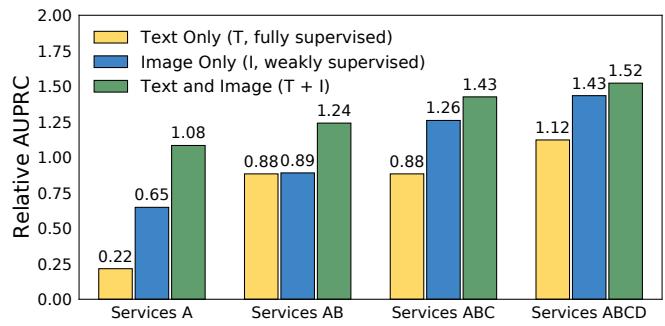 Relative AUPRC
2.00
1.75
1.50
1.25
1.00
0.75
0.50
0.25
0.00
Text Only (T, fully supervised)
Image Only (I, weakly supervised)
Text and Image (T + I)
0.22
0.65
1.08
0.88
0.89
1.24
0.88
1.26
1.43
1.12
1.43
1.52
Services A
Services AB
Services ABC
Services ABCD